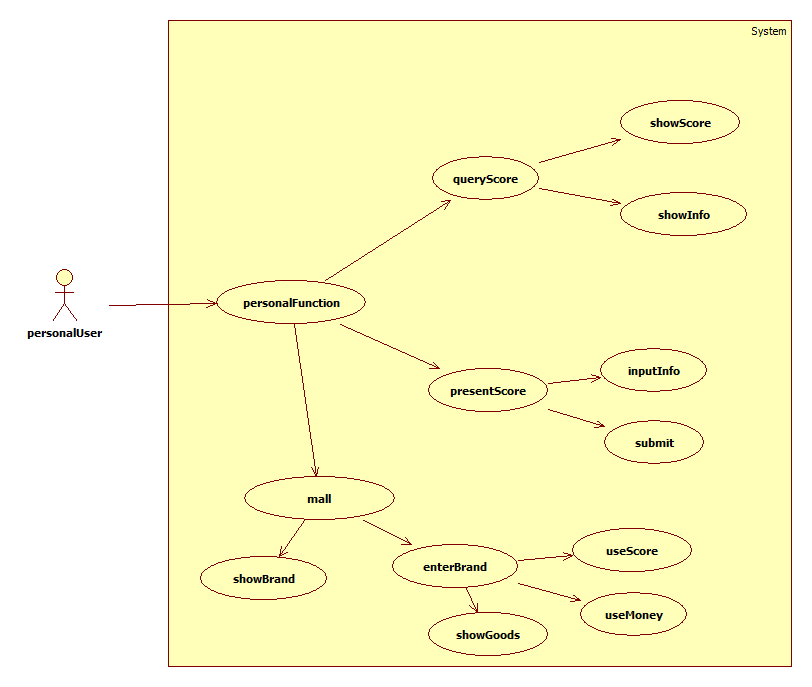 System
showScore
queryScore
showInfo
personalFunction
personalUser
inputInfo
presentScore
submit
mall
useScore
enterBrand
showBrand
useMoney
showGoods